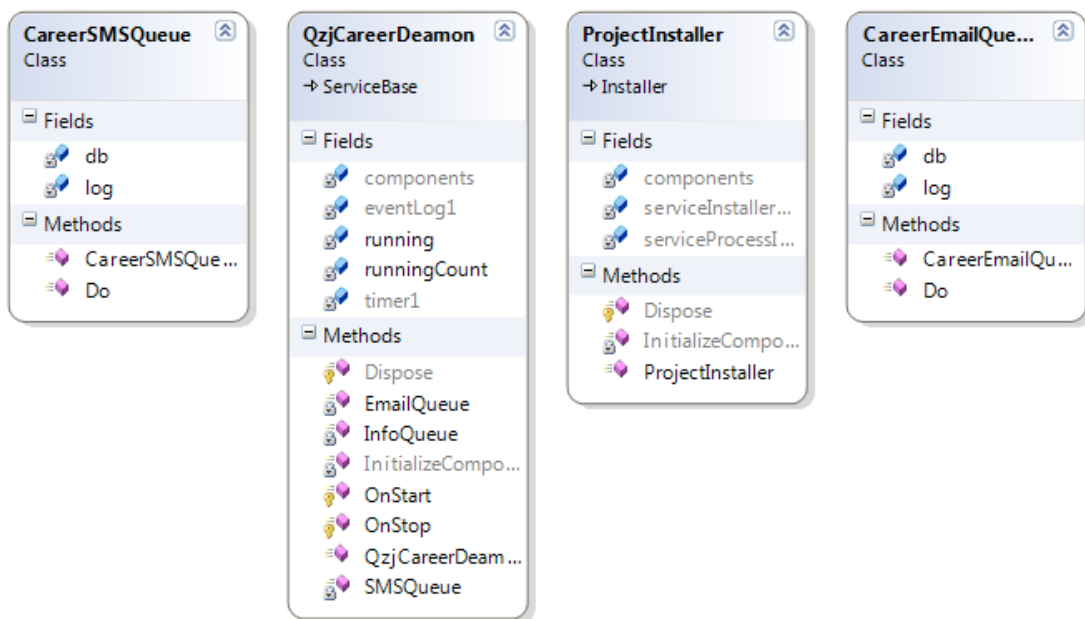 CareerSMSQueue
Class
Fields
db
log
Methods
CareerSMSQue...
Do
QzjCareerDeamon
Class
ServiceBase
Fields
components
eventLog1
running
runningCount
timer1
Methods
Dispose
EmailQueue
InfoQueue
InitializeCompo...
OnStart
OnStop
QzjCareerDeam...
SMSQueue
ProjectInstaller
Class
Installer
Fields
components
serviceInstaller...
serviceProcessI...
Methods
Dispose
InitializeCompo...
ProjectInstaller
CareerEmailQue...
Class
Fields
db
log
Methods
CareerEmailQu...
Do